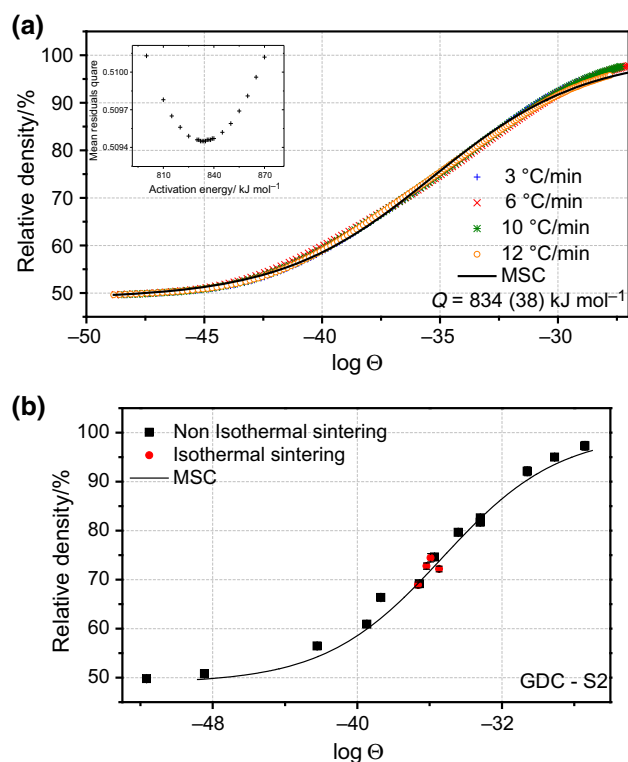 (a)
100
90
80
70
60
50
Relative density/%
0.5100
0.5097
0.5094
Mean residuals quare
810
840
870
Activation energy/ kJ mol⁻¹
3 °C/min
6 °C/min
10 °C/min
12 °C/min
MSC
Q = 834 (38) kJ mol⁻¹
−50
−45
−40
−35
−30
log Θ
(b)
100
90
80
70
60
50
Relative density/%
Non Isothermal sintering
Isothermal sintering
MSC
GDC - S2
−48
−40
−32
log Θ